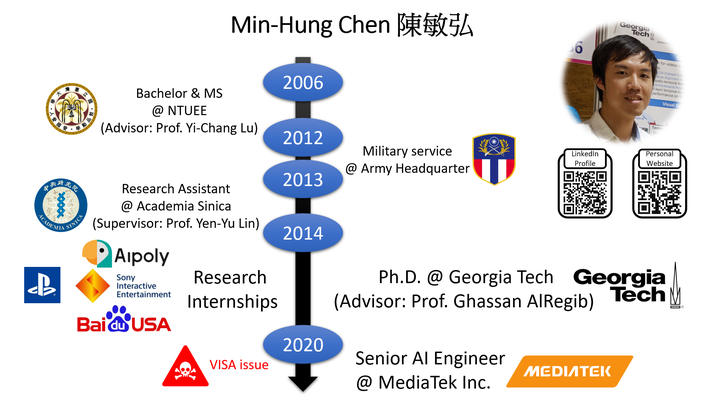 Min-Hung Chen 陳敏弘
2006
Bachelor & MS
@ NTUEE
(Advisor: Prof. Yi-Chang Lu)
2012
Military service
@ Army Headquarter
2013
Research Assistant
@ Academia Sinica
(Supervisor: Prof. Yen-Yu Lin)
2014
Aipoly
Sony
Interactive
Entertainment
Bai du USA
Research
Internships
Ph.D. @ Georgia Tech
(Advisor: Prof. Ghassan AlRegib)
Georgia
Tech
2020
VISA issue
Senior AI Engineer
@ MediaTek Inc.
MEDIATEK
Georgia
Tech
LinkedIn
Profile
Personal
Website
ACADEMIA SINICA